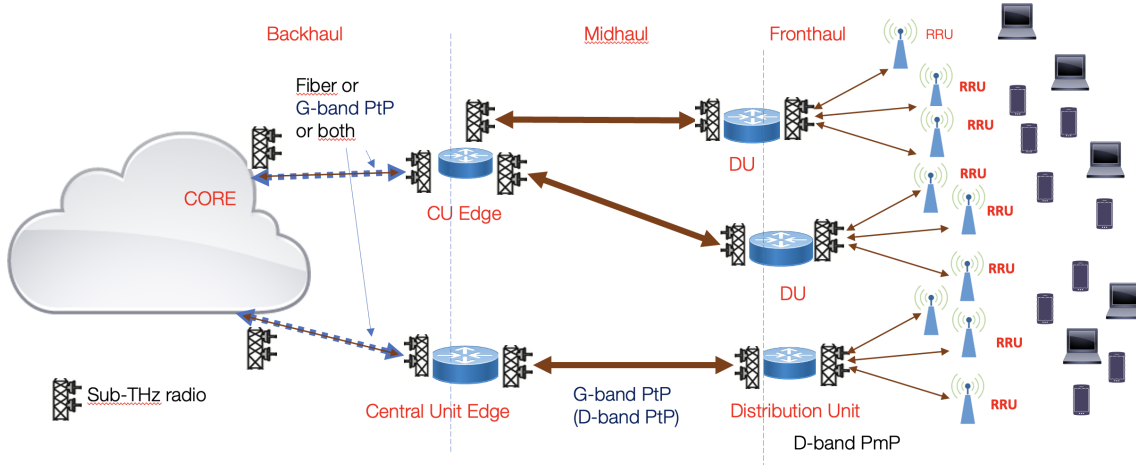 Backhaul
Midhaul
Fronthaul
RRU
Fiber or
G-band PtP
or both
RRU
RRU
DU
RRU
CORE
CU Edge
RRU
RRU
DU
RRU
RRU
Sub-THz radio
Central Unit Edge
G-band PtP
(D-band PtP)
Distribution Unit
RRU
D-band PmP